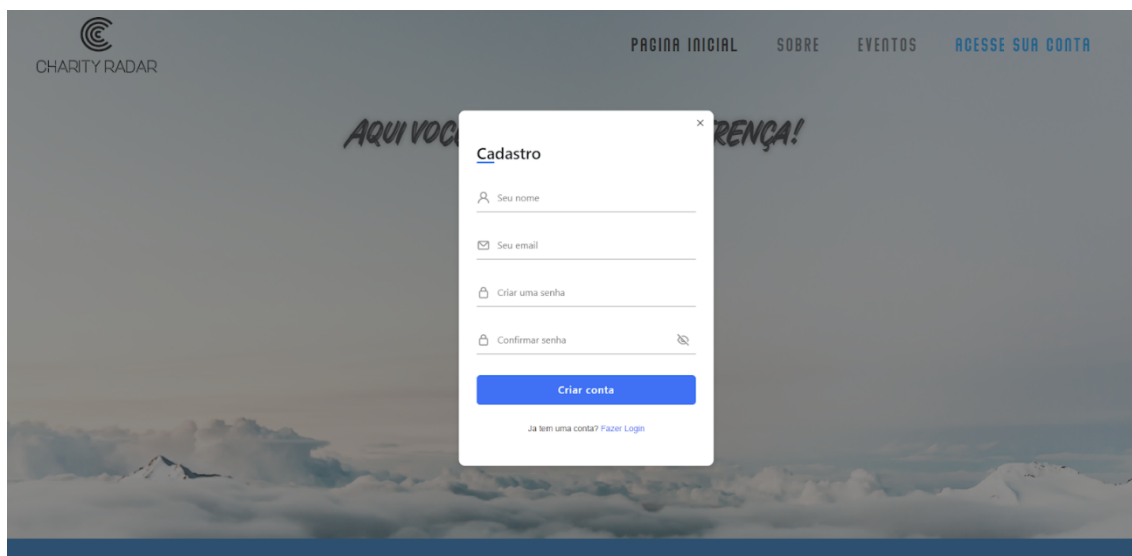 CHARITY RADAR
PAGINA INICIAL SOBRE EVENTOS ACESSE SUA CONTA
AQUI VOC RENÇA!
Cadastro
Seu nome
Seu email
Criar uma senha
Confirmar senha
Criar conta
Ja tem uma conta? Fazer Login